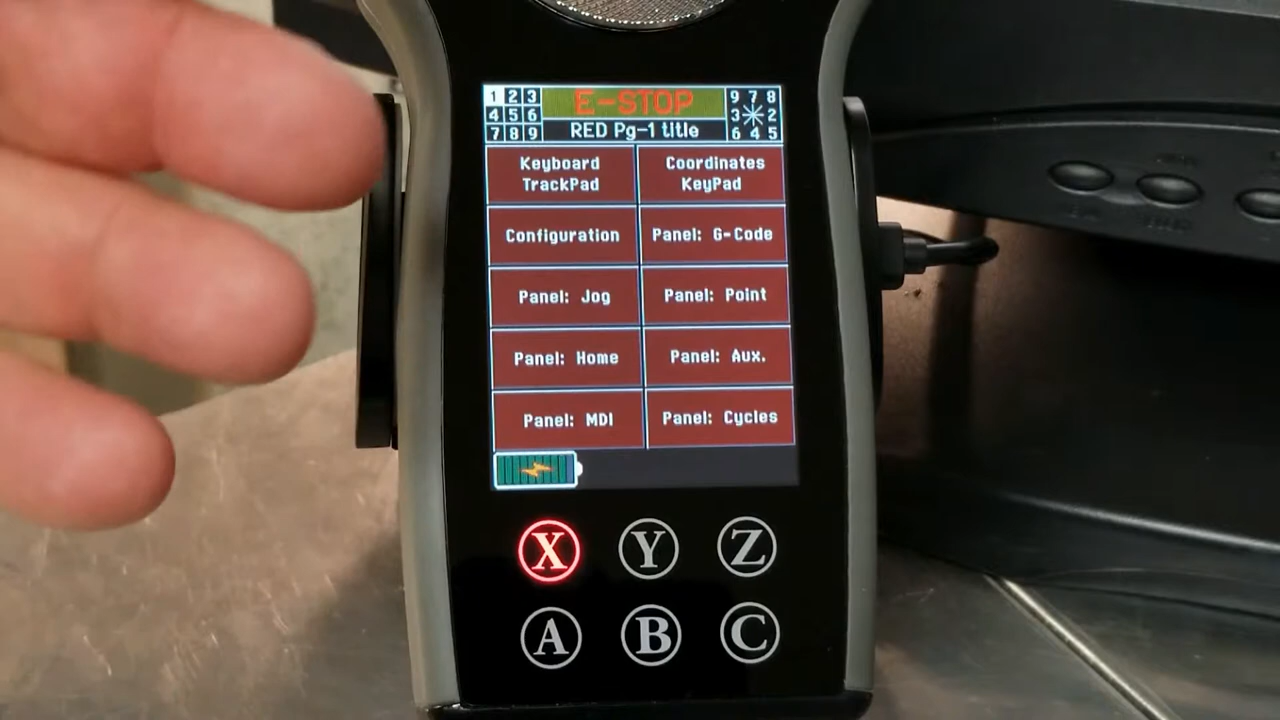 1 2 3 E-STOP 9 7 8
4 5 6 3 2
7 8 9 RED Pg-1 title 6 4 5
Keyboard TrackPad
Coordinates KeyPad
Configuration
Panel: G-Code
Panel: Jog
Panel: Point
Panel: Home
Panel: Aux.
Panel: MDI
Panel: Cycles
X Y Z
A B C